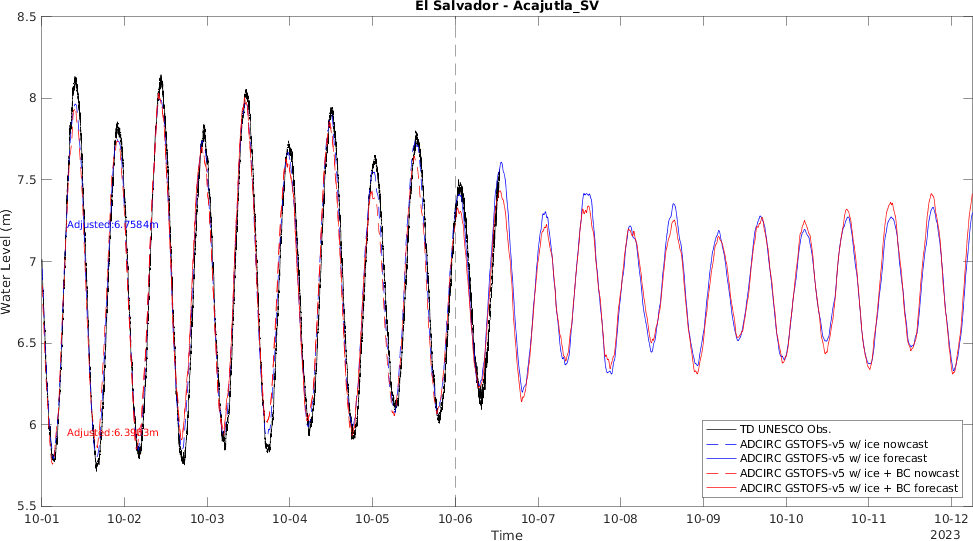 El Salvador - Acajutla_SV
8.5
8
7.5
7
6.5
6
5.5
Water Level (m)
Adjusted:6.7584m
TD UNESCO Obs.
ADCIRC GSTOFS-v5 w/ ice nowcast
ADCIRC GSTOFS-v5 w/ ice forecast
ADCIRC GSTOFS-v5 w/ ice + BC nowcast
ADCIRC GSTOFS-v5 w/ ice + BC forecast
10-01 10-02 10-03 10-04 10-05 10-06 10-07 10-08 10-09 10-10 10-11 10-12
Time
2023